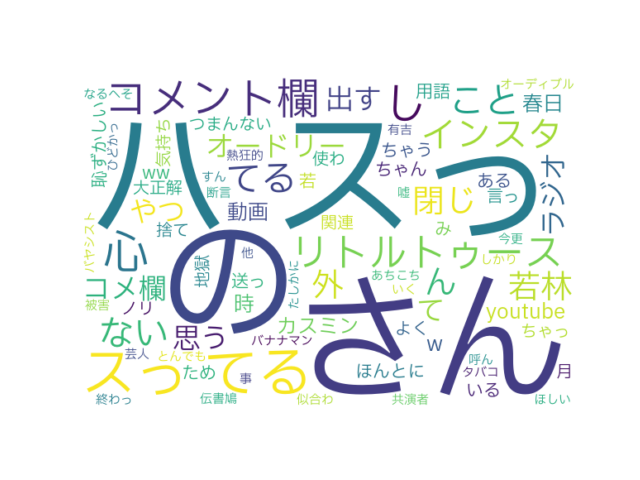 なるへそ
コメント欄
出す
し
用語
こと
オーディブル
春日
恥ずかしい
ひどかっ
気持ち
つまんない
オードリー
有吉
ちゃう
インスタ
ハスっ
熱狂的
使わ
ww
大正解
すん
断言
てる
若
ちゃん
ある
嘘
言っ
ラジオ
やつ
捨て
動画
関連
閉じ
み
今更
バヤシスト
心
の
リトルトゥース
しかり
地獄
他
送っ
たしかに
外
あちこち
いく
ん
若林
コメ欄
被害
ノリ
時
て
youtube
ない
思う
カスミン
よく
w
ちゃっ
芸人
とんでも
バナナマン
さん
スってる
ため
事
ほんとに
呼ん
タバコ
いる
月
終わっ
伝書鳩
似合わ
共演者
ほしい